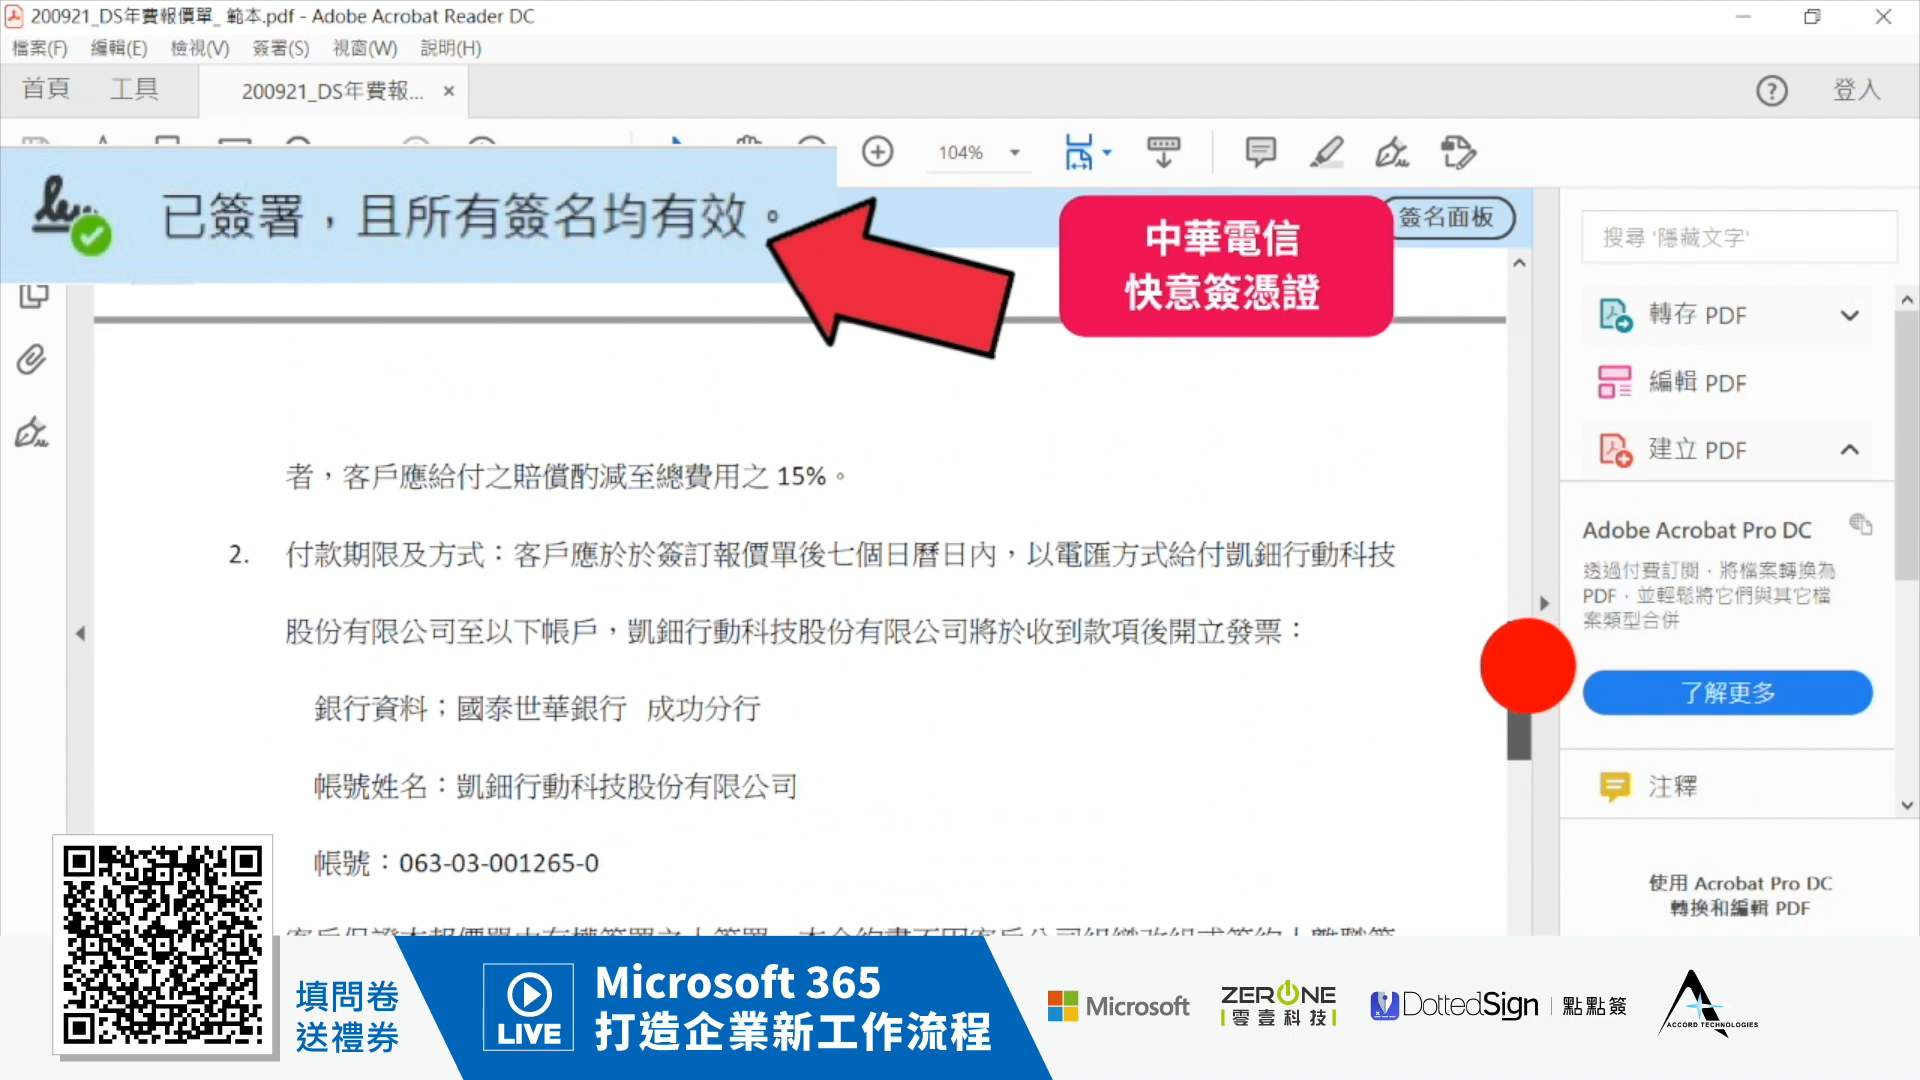 200921_DS年費報價單_ 範本.pdf - Adobe Acrobat Reader DC
檔案(F) 編輯(E) 檢視(V) 簽署(S) 視窗(W) 說明(H)
首頁 工具 200921_DS年費報... × ? 登入
104%
已簽署，且所有簽名均有效。
中華電信
快意簽憑證
簽名面板
搜尋 '隱藏文字'
轉存 PDF
編輯 PDF
建立 PDF
Adobe Acrobat Pro DC
透過付費訂閱，將檔案轉換為
PDF，並輕鬆將它們與其它檔
案類型合併
了解更多
注釋
使用 Acrobat Pro DC
轉換和編輯 PDF
者，客戶應給付之賠償酌減至總費用之 15%。
2. 付款期限及方式：客戶應於於簽訂報價單後七個日曆日內，以電匯方式給付凱鈿行動科技
股份有限公司至以下帳戶，凱鈿行動科技股份有限公司將於收到款項後開立發票：
銀行資料；國泰世華銀行 成功分行
帳號姓名：凱鈿行動科技股份有限公司
帳號：063-03-001265-0
填問卷
送禮券
LIVE
Microsoft 365
打造企業新工作流程
Microsoft
ZERONE
零壹科技
DottedSign | 點點簽
ACCORD TECHNOLOGIES